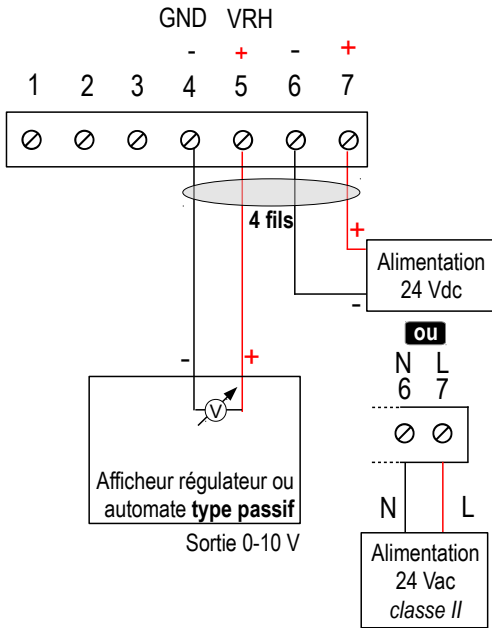 GND VRH
- + - +
1 2 3 4 5 6 7
4 fils
+
Alimentation
24 Vdc
-
ou
N L
6 7
- +
V
Afficheur régulateur ou
automate type passif
Sortie 0-10 V
N L
Alimentation
24 Vac
classe II